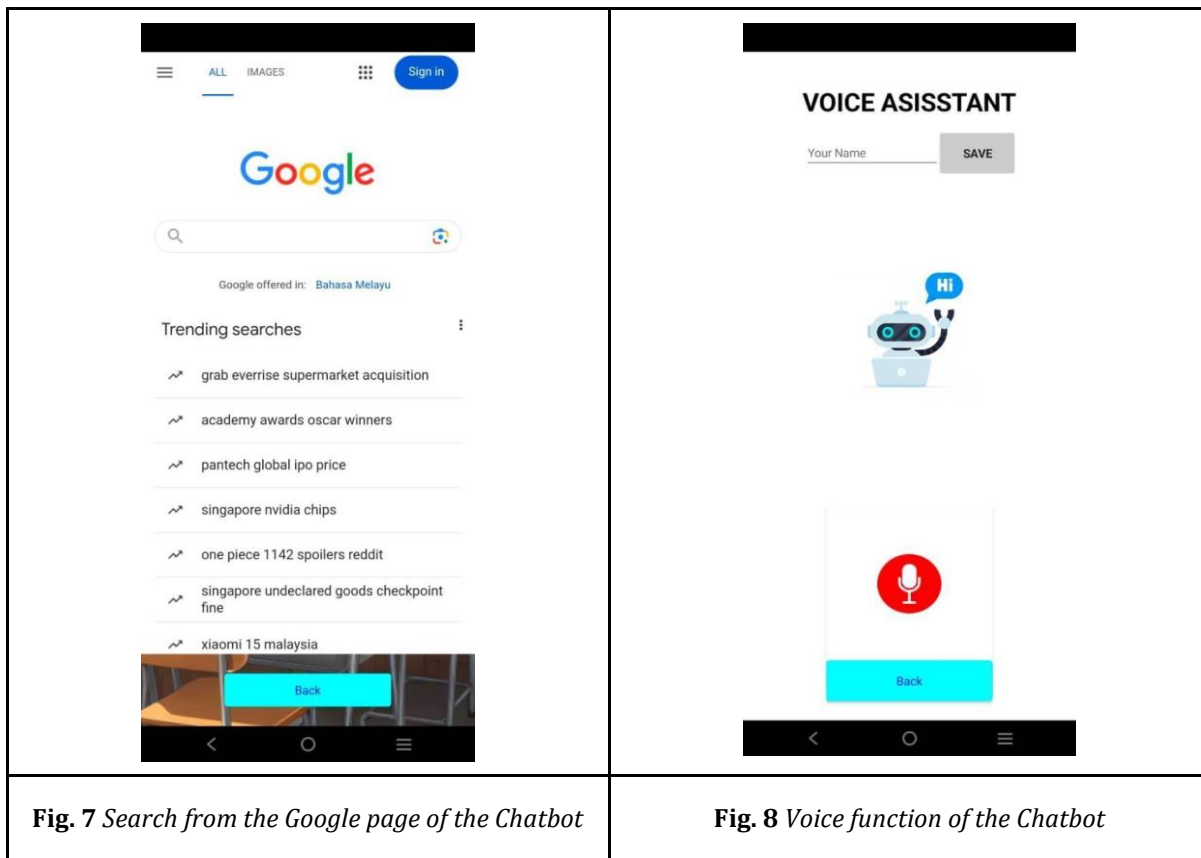 ALL IMAGES Sign in
Google
Google offered in: Bahasa Melayu
Trending searches
grab everrise supermarket acquisition
academy awards oscar winners
pantech global ipo price
singapore nvidia chips
one piece 1142 spoilers reddit
singapore undeclared goods checkpoint
fine
xiaomi 15 malaysia
Back
Fig. 7 Search from the Google page of the Chatbot
VOICE ASISSTANT
Your Name SAVE
Hi
Back
Fig. 8 Voice function of the Chatbot